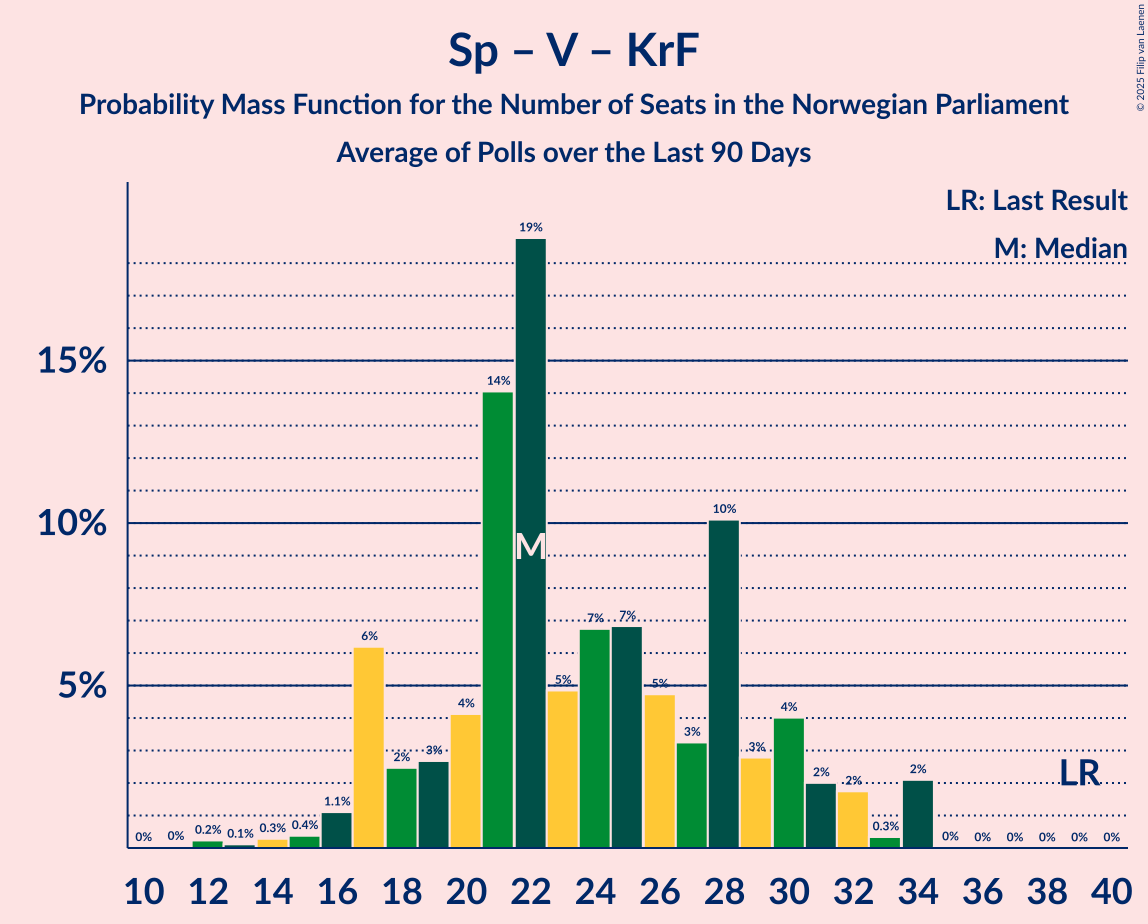 Sp – V – KrF
Probability Mass Function for the Number of Seats in the Norwegian Parliament
Average of Polls over the Last 90 Days
© 2025 Filip van Laenen
LR: Last Result
M: Median
15%
10%
5%
0% 0% 0.2% 0.1% 0.3% 0.4% 1.1% 6% 2% 3% 4% 14% 19% 5% 7% 7% 5% 3% 10% 3% 4% 2% 2% 0.3% 2% 0% 0% 0% 0% 0% 0%
M
LR
10 12 14 16 18 20 22 24 26 28 30 32 34 36 38 40